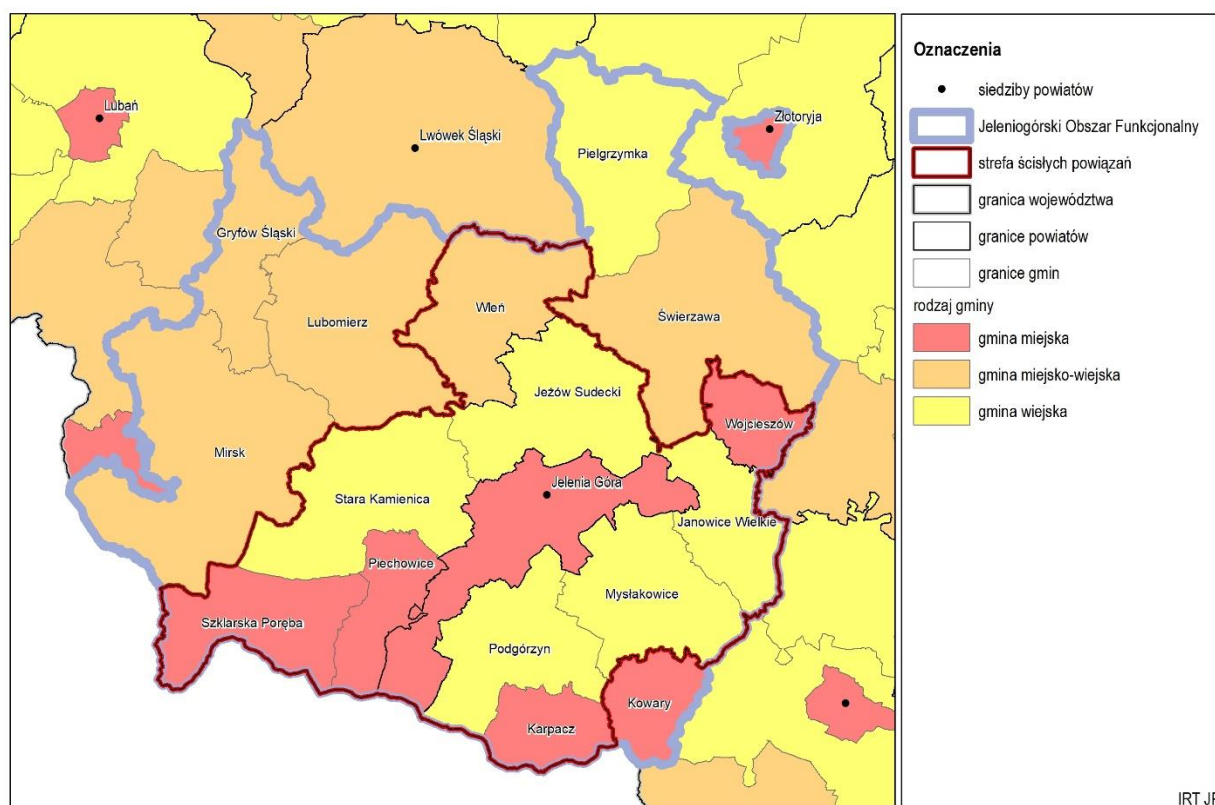 Lubań
Lwówek Śląski
Złotoryja
Pielgrzymka
Gryfów Śląski
Wleń
Lubomierz
Świerzawa
Jeżów Sudecki
Wojcieszów
Mirsk
Stara Kamienica
Jelenia Góra
Janowice Wielkie
Piechowice
Mysłakowice
Szklarska Poręba
Podgórzyn
Kowary
Karpacz
Oznaczenia
siedziby powiatów
Jeleniogórski Obszar Funkcjonalny
strefa ścisłych powiązań
granica województwa
granice powiatów
granice gmin
rodzaj gminy
gmina miejska
gmina miejsko-wiejska
gmina wiejska
IRT JF